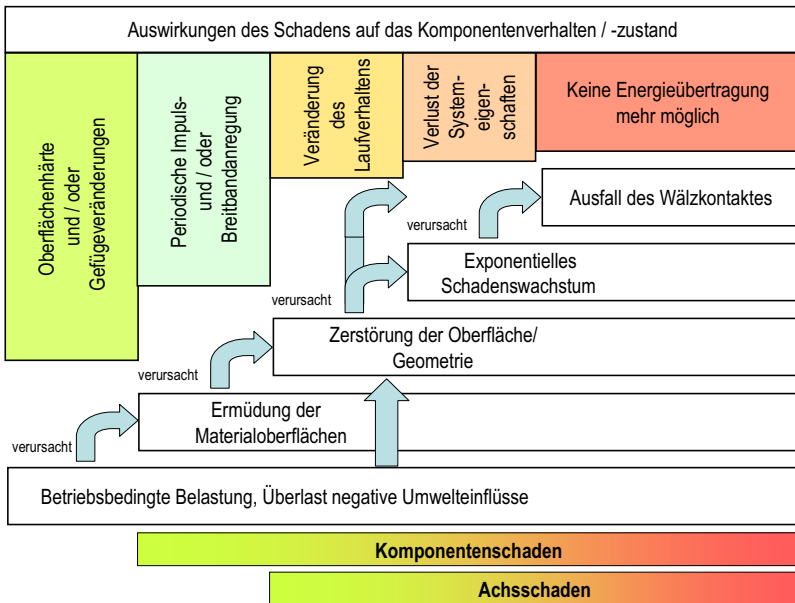 Auswirkungen des Schadens auf das Komponentenverhalten / -zustand
Oberflächenhärte
und / oder
Gefügeveränderungen
Periodische Impuls-
und / oder
Breitbandanregung
Veränderung
des
Laufverhaltens
Verlust der
System-
eigen-
schaften
Keine Energieübertragung
mehr möglich
Ausfall des Wälzkontaktes
verursacht
Exponentielles
Schadenswachstum
verursacht
Zerstörung der Oberfläche/
Geometrie
verursacht
Ermüdung der
Materialoberflächen
verursacht
Betriebsbedingte Belastung, Überlast negative Umwelteinflüsse
Komponentenschaden
Achsschaden